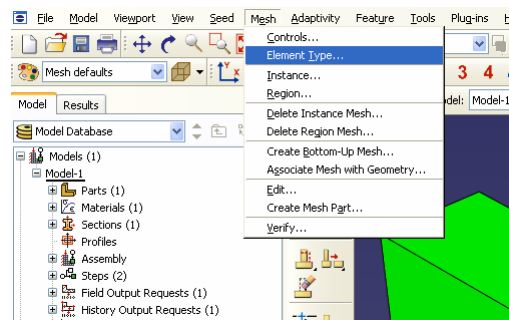 File Model Viewport View Seed Mesh Adaptivity Feature Tools Plug-ins
Controls...
Element Type...
Mesh defaults
Instance...
3 4
Region...
Model Results
Model-1
Delete Instance Mesh...
Model Database
Delete Region Mesh...
Create Bottom-Up Mesh...
Models (1)
Associate Mesh with Geometry...
Model-1
Edit...
Parts (1)
Create Mesh Part...
Materials (1)
Sections (1)
Verify...
Profiles
Assembly
Steps (2)
Field Output Requests (1)
History Output Requests (1)